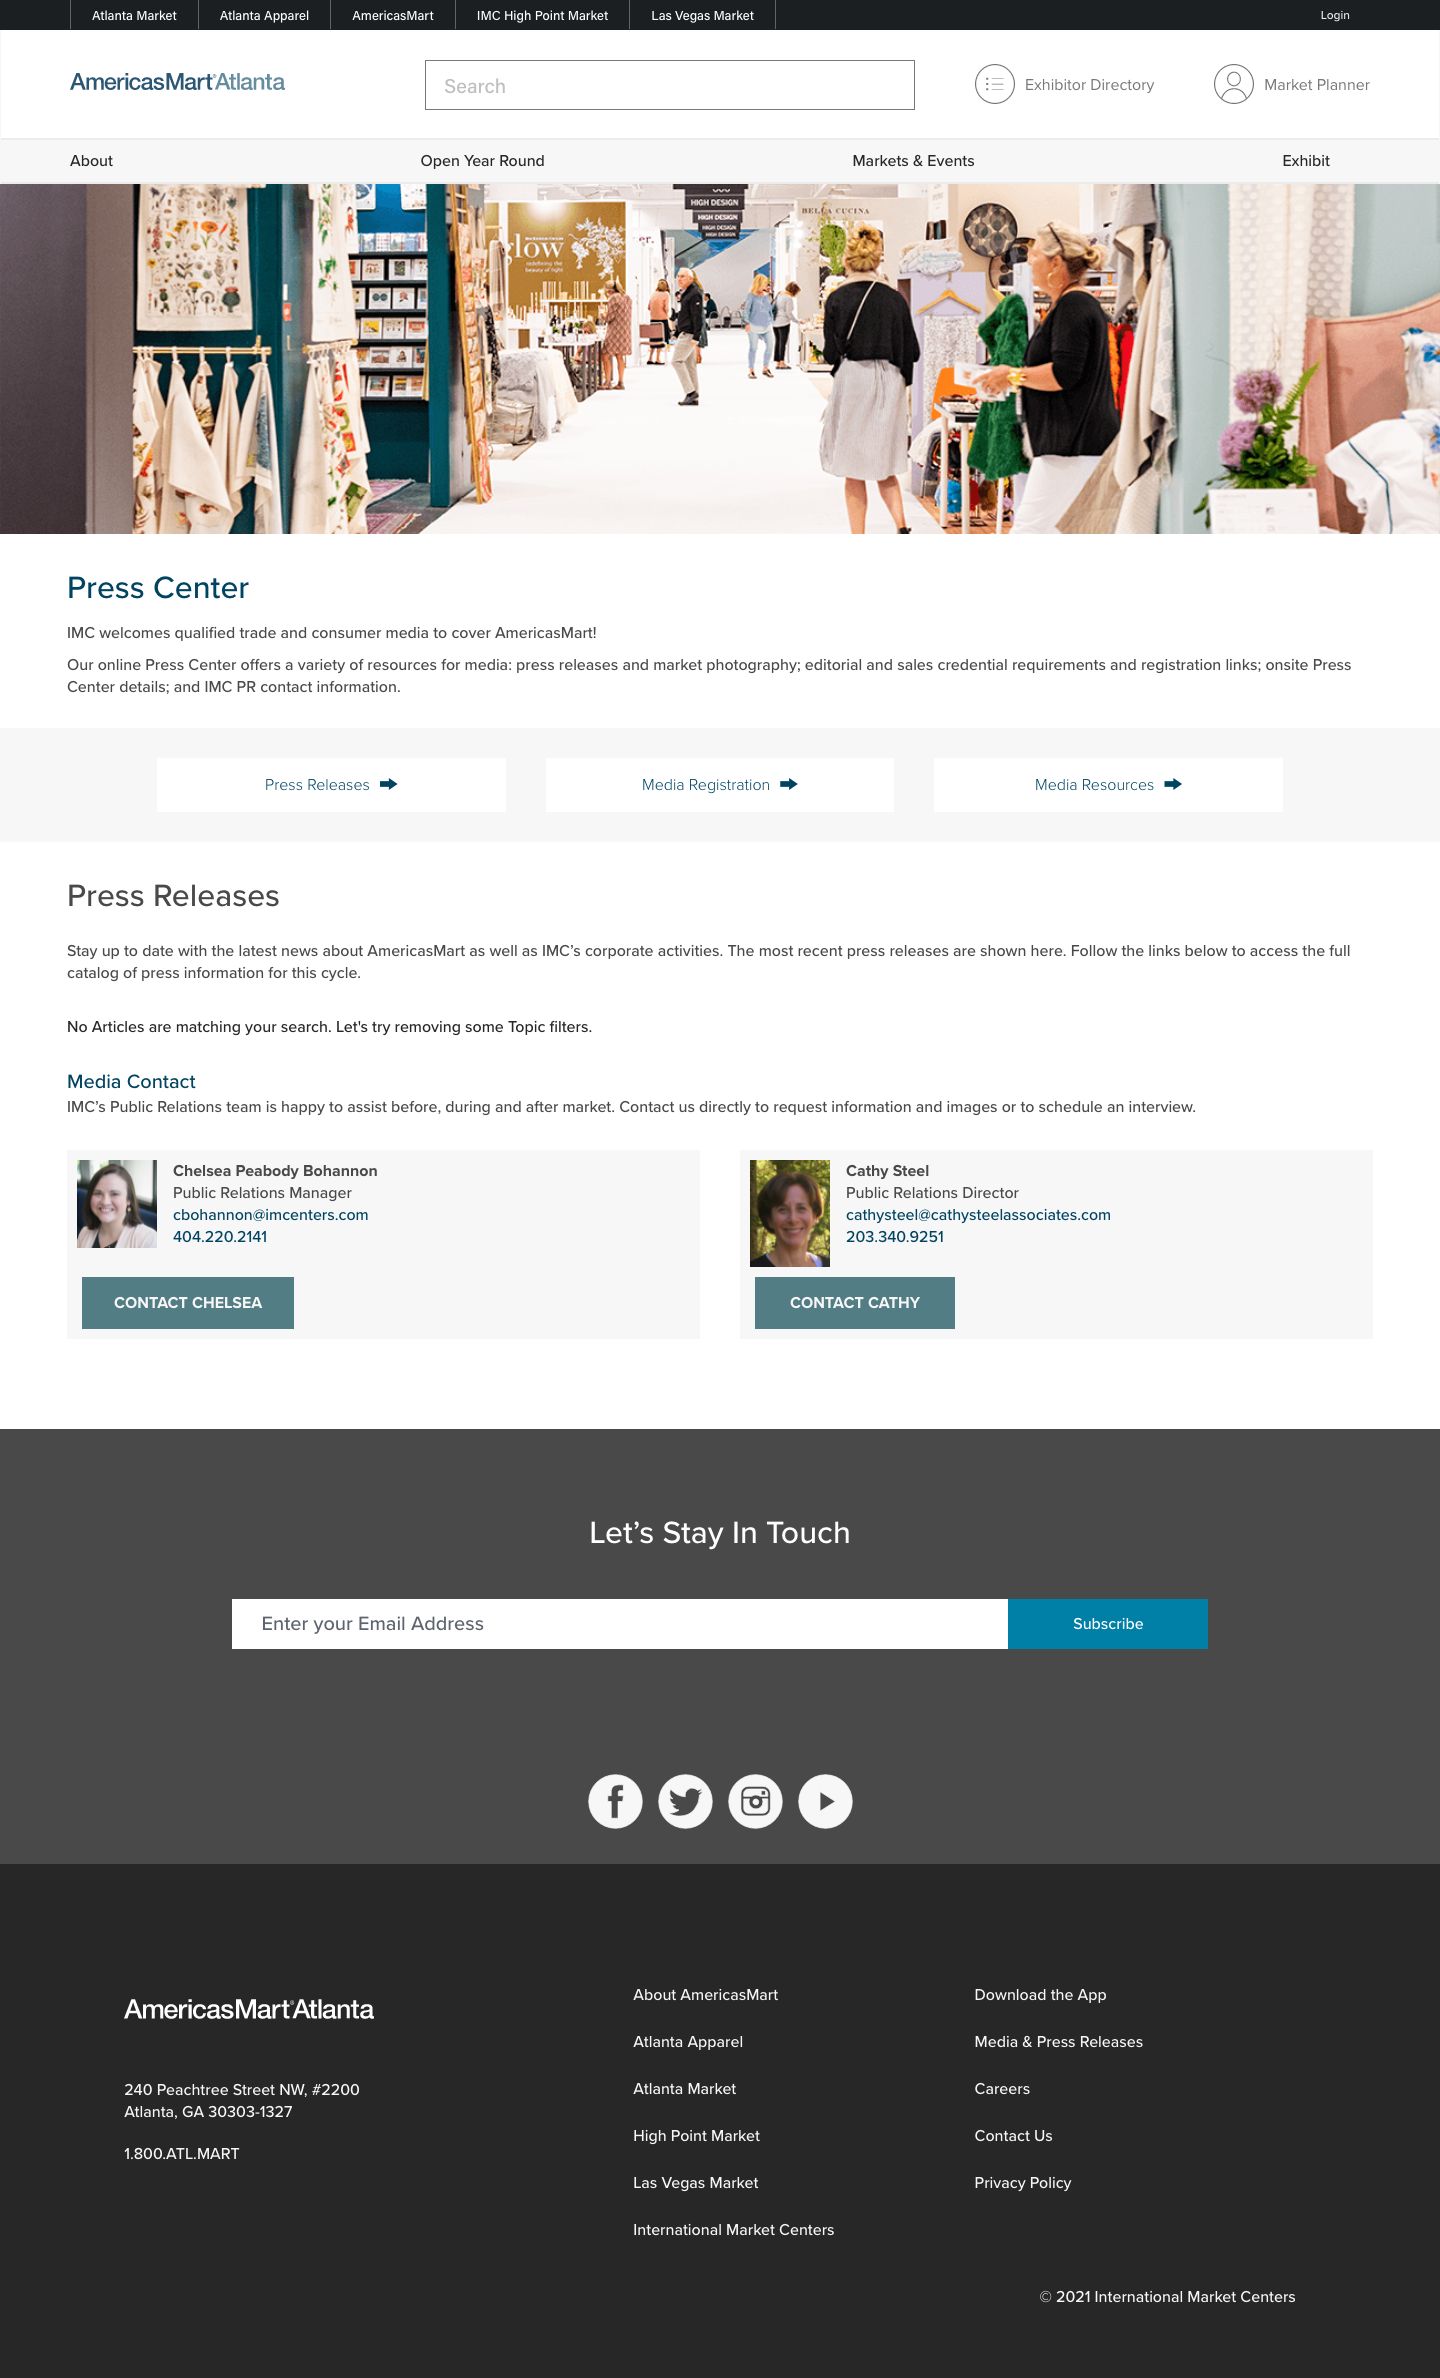 Atlanta Market
Atlanta Apparel
AmericasMart
IMC High Point Market
Las Vegas Market
Login
AmericasMart®Atlanta
Search
Exhibitor Directory
Market Planner
About
Open Year Round
Markets & Events
Exhibit
glow
redefining the
beauty of light
HIGH DESIGN
HIGH DESIGN
HIGH DESIGN
HIGH DESIGN
BELLA CUCINA
Press Center
IMC welcomes qualified trade and consumer media to cover AmericasMart!
Our online Press Center offers a variety of resources for media: press releases and market photography; editorial and sales credential requirements and registration links; onsite Press
Center details; and IMC PR contact information.
Press Releases
Media Registration
Media Resources
Press Releases
Stay up to date with the latest news about AmericasMart as well as IMC’s corporate activities. The most recent press releases are shown here. Follow the links below to access the full
catalog of press information for this cycle.
No Articles are matching your search. Let's try removing some Topic filters.
Media Contact
IMC’s Public Relations team is happy to assist before, during and after market. Contact us directly to request information and images or to schedule an interview.
Chelsea Peabody Bohannon
Public Relations Manager
cbohannon@imcenters.com
404.220.2141
CONTACT CHELSEA
Cathy Steel
Public Relations Director
cathysteel@cathysteelassociates.com
203.340.9251
CONTACT CATHY
Let’s Stay In Touch
Enter your Email Address
Subscribe
AmericasMart®Atlanta
240 Peachtree Street NW, #2200
Atlanta, GA 30303-1327
1.800.ATL.MART
About AmericasMart
Atlanta Apparel
Atlanta Market
High Point Market
Las Vegas Market
International Market Centers
Download the App
Media & Press Releases
Careers
Contact Us
Privacy Policy
© 2021 International Market Centers